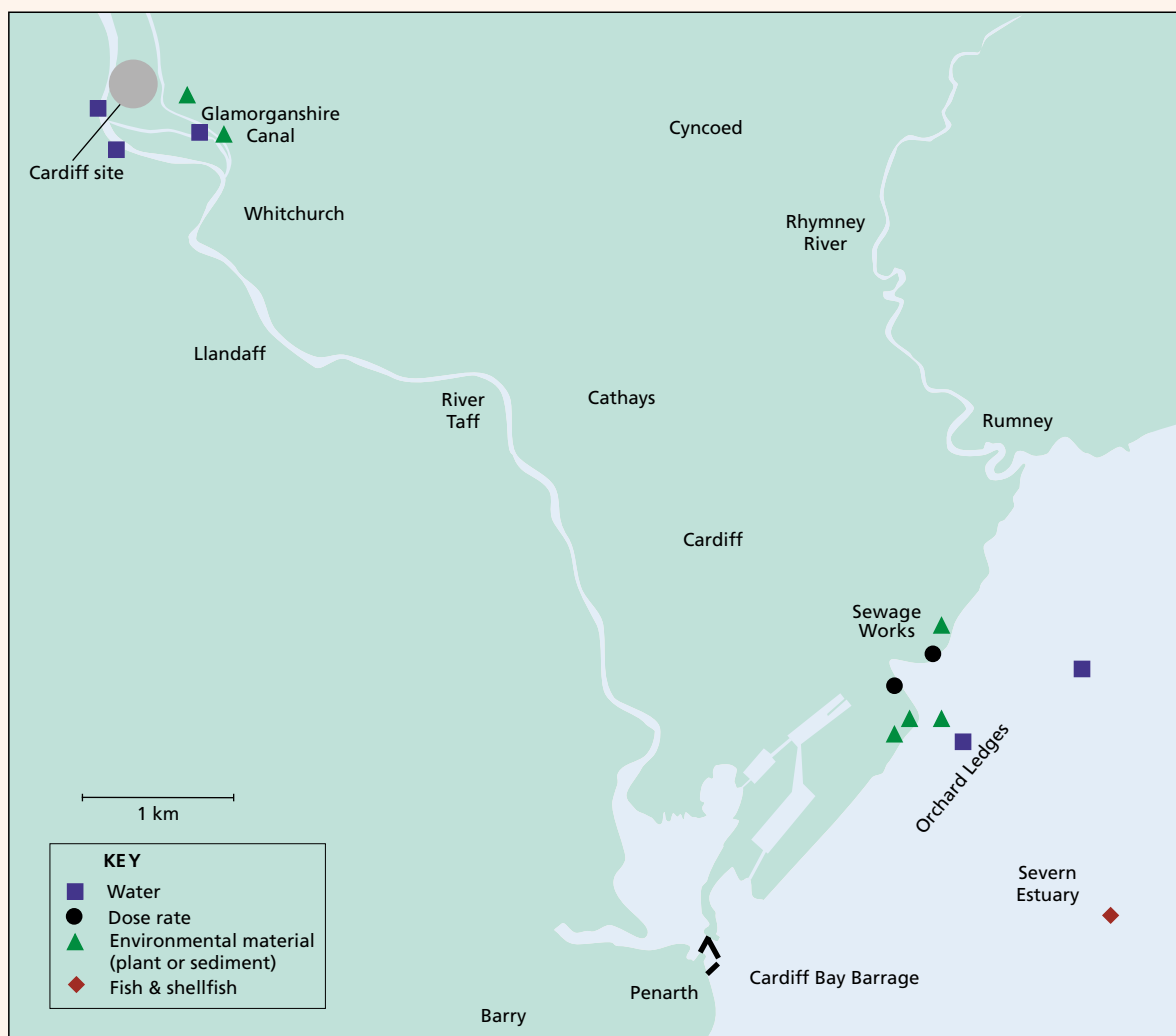 Glamorganshire
Canal
Cyncoed
Cardiff site
Whitchurch
Rhymney
River
Llandaff
River
Taff
Cathays
Rumney
Cardiff
Sewage
Works
Orchard Ledges
1 km
KEY
Water
Dose rate
Environmental material
(plant or sediment)
Fish & shellfish
Severn
Estuary
Cardiff Bay Barrage
Penarth
Barry